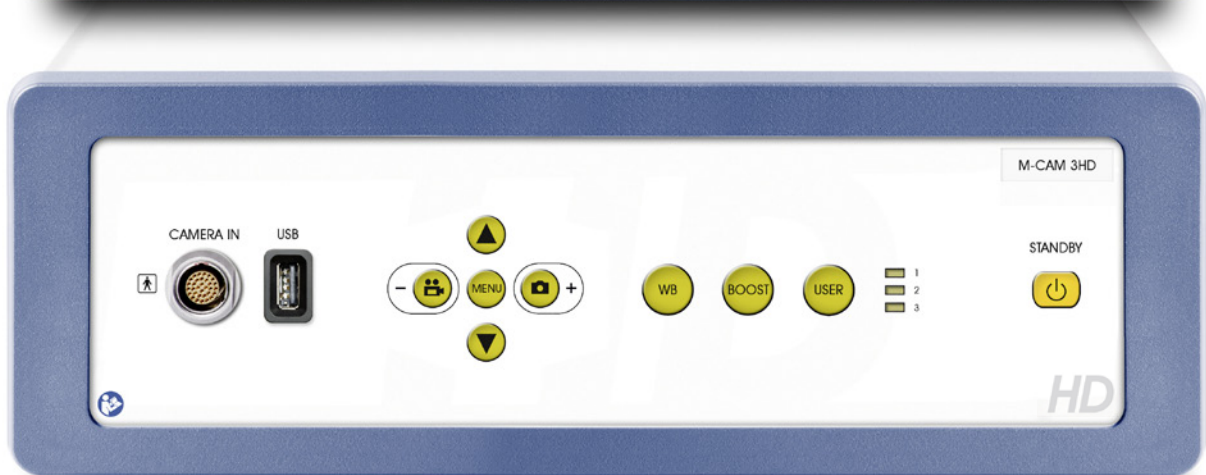 M-CAM 3HD
CAMERA IN
USB
STANDBY
- MENU +
WB
BOOST
USER
1
2
3
HD